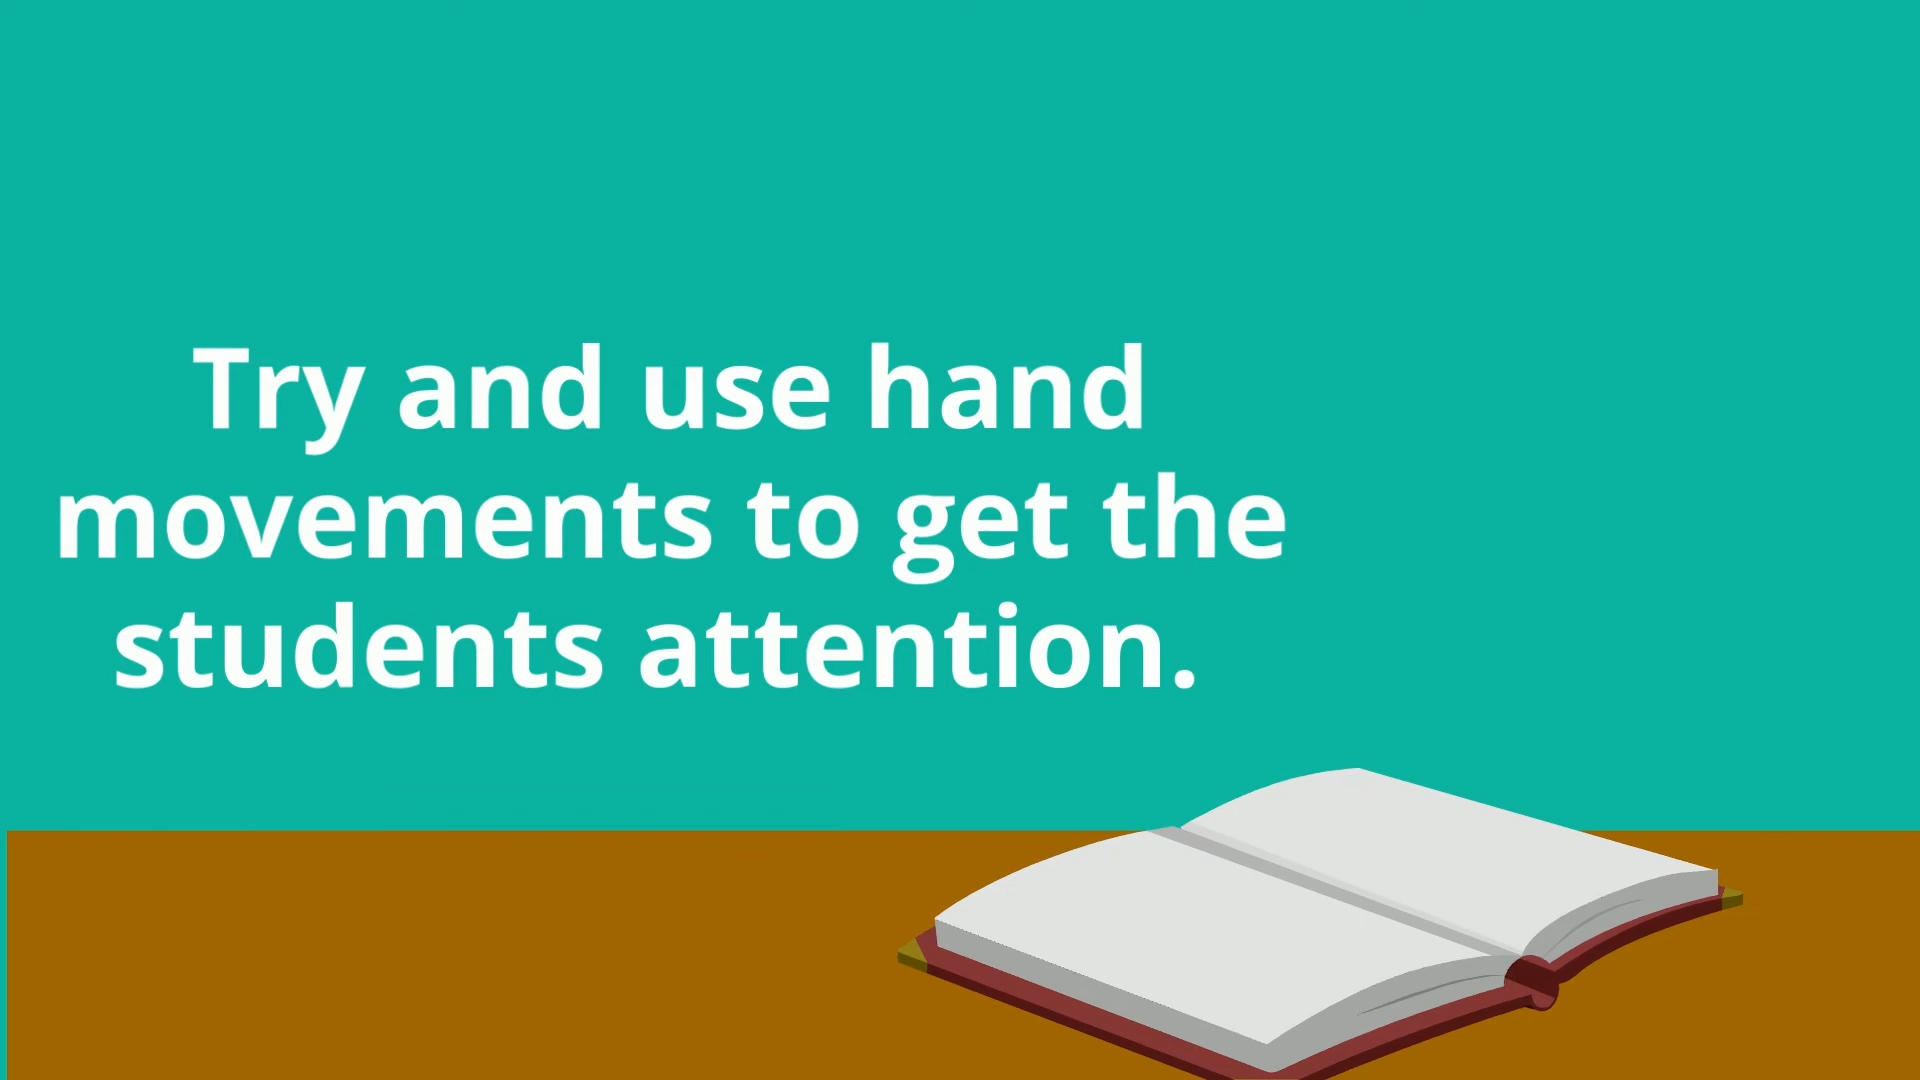 Try and use hand
movements to get the
students attention.